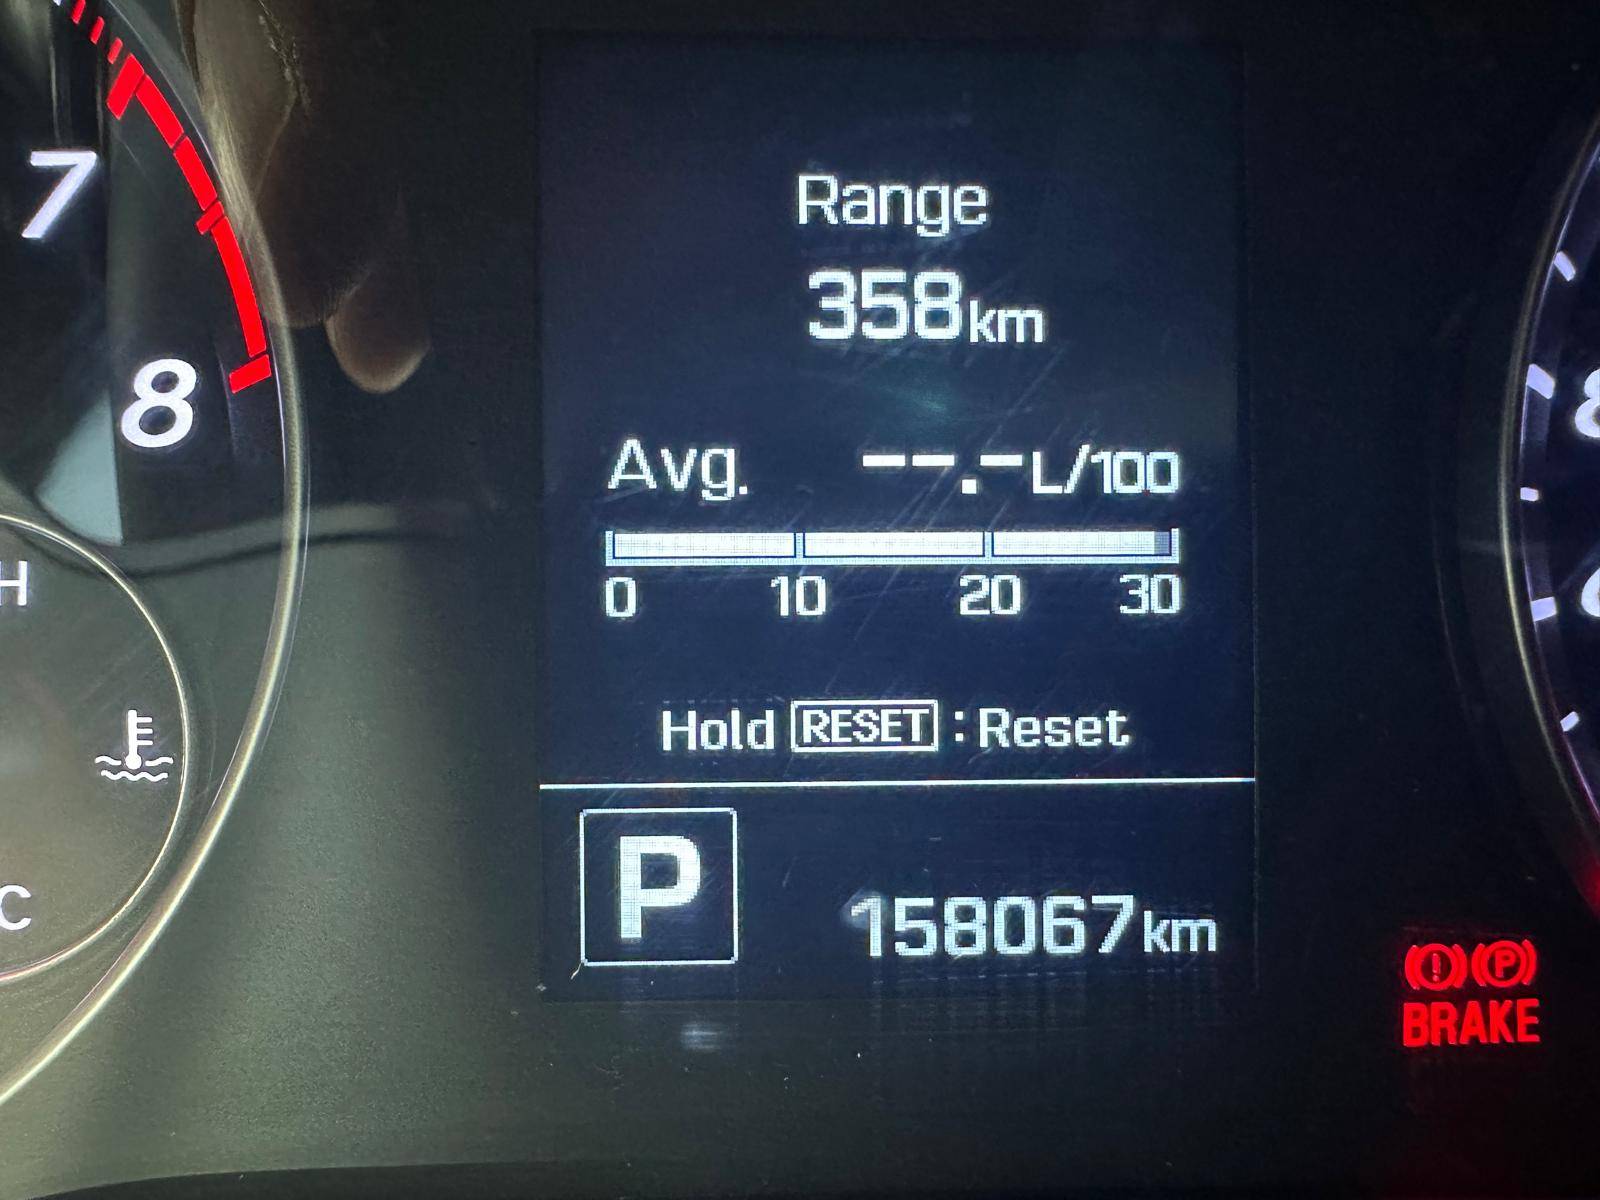 7
8
H
C
Range
358km
Avg. --.-L/100
0 10 20 30
Hold RESET : Reset
P
158067km
(!) (P)
BRAKE